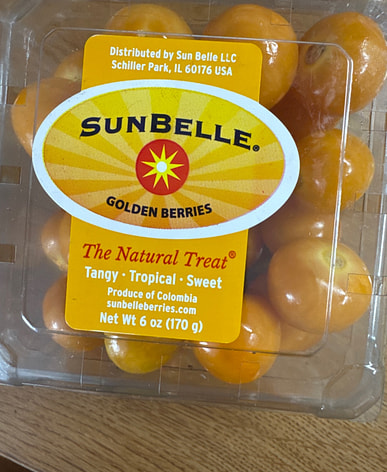 Distributed by Sun Belle LLC
Schiller Park, IL 60176 USA
SUNBELLE®
GOLDEN BERRIES
The Natural Treat®
Tangy · Tropical · Sweet
Produce of Colombia
sunbelleberries.com
Net Wt 6 oz (170 g)